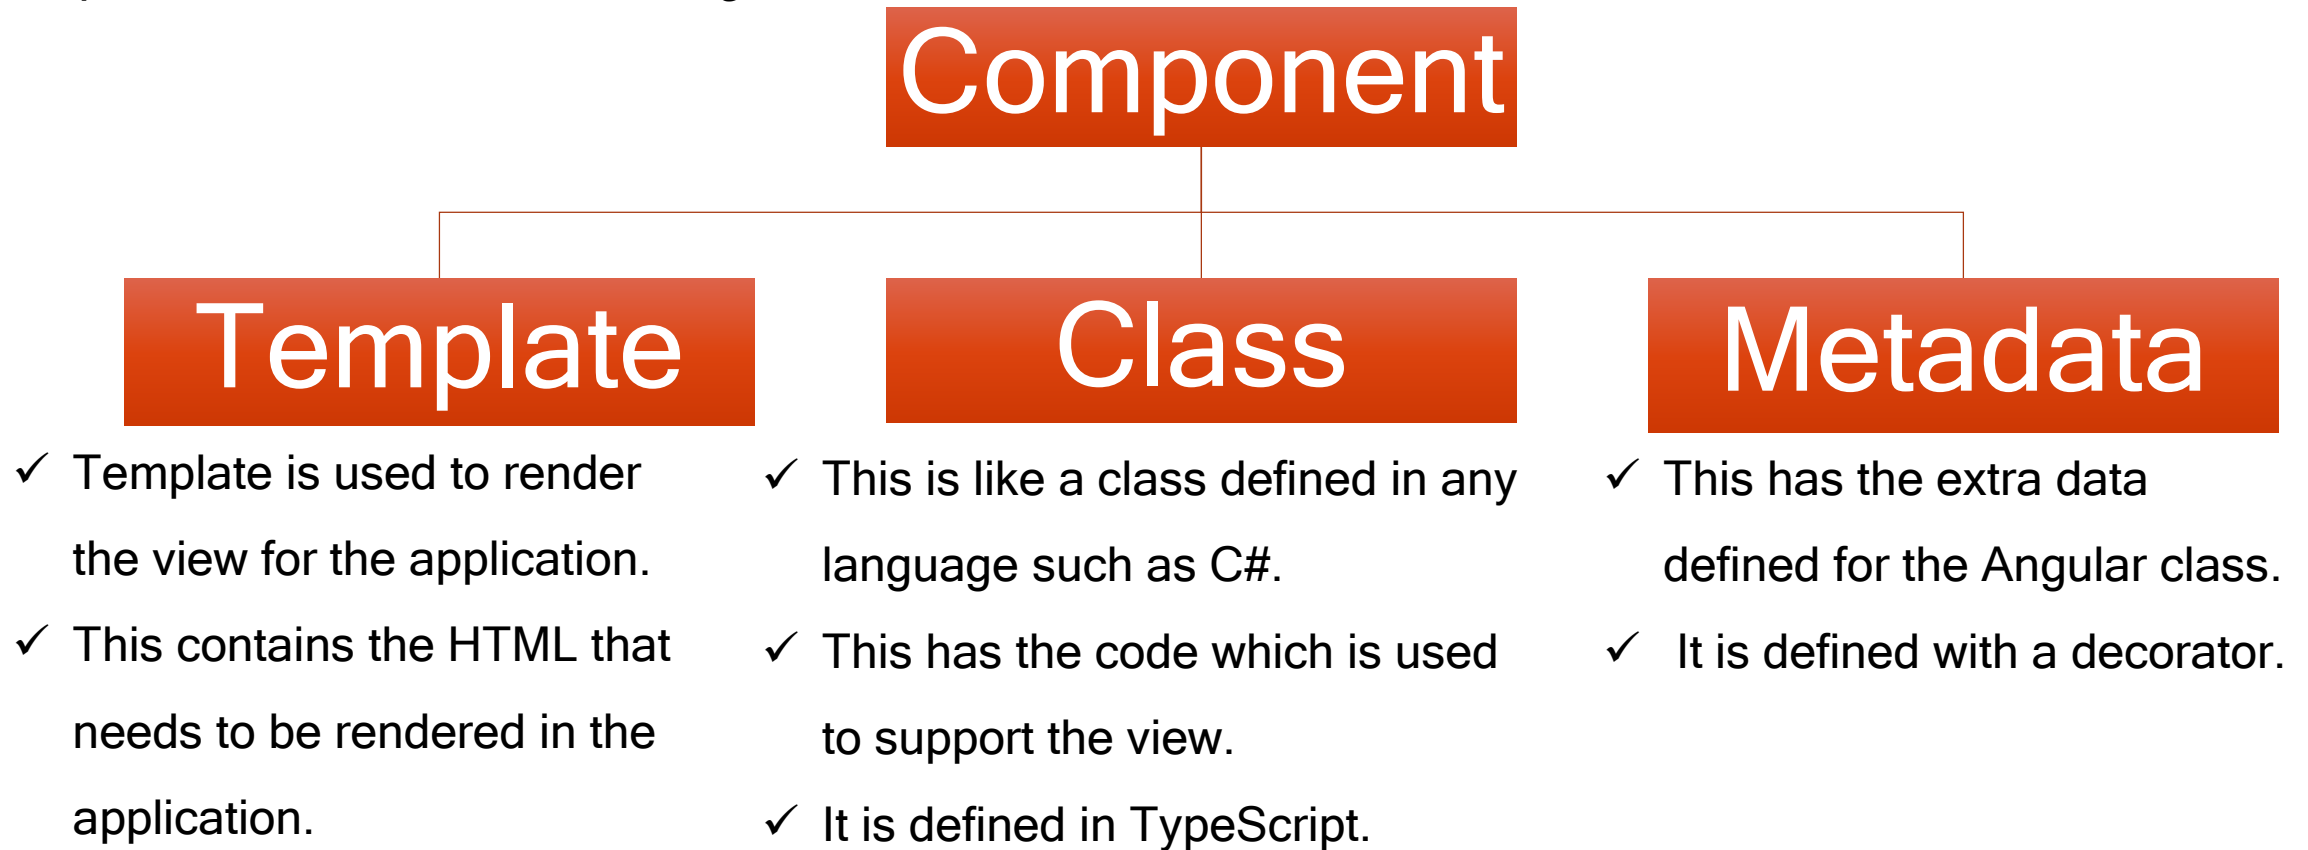 Component
Template
Class
Metadata
✓ Template is used to render
the view for the application.
✓ This contains the HTML that
needs to be rendered in the
application.
✓ This is like a class defined in any
language such as C#.
✓ This has the code which is used
to support the view.
✓ It is defined in TypeScript.
✓ This has the extra data
defined for the Angular class.
✓ It is defined with a decorator.